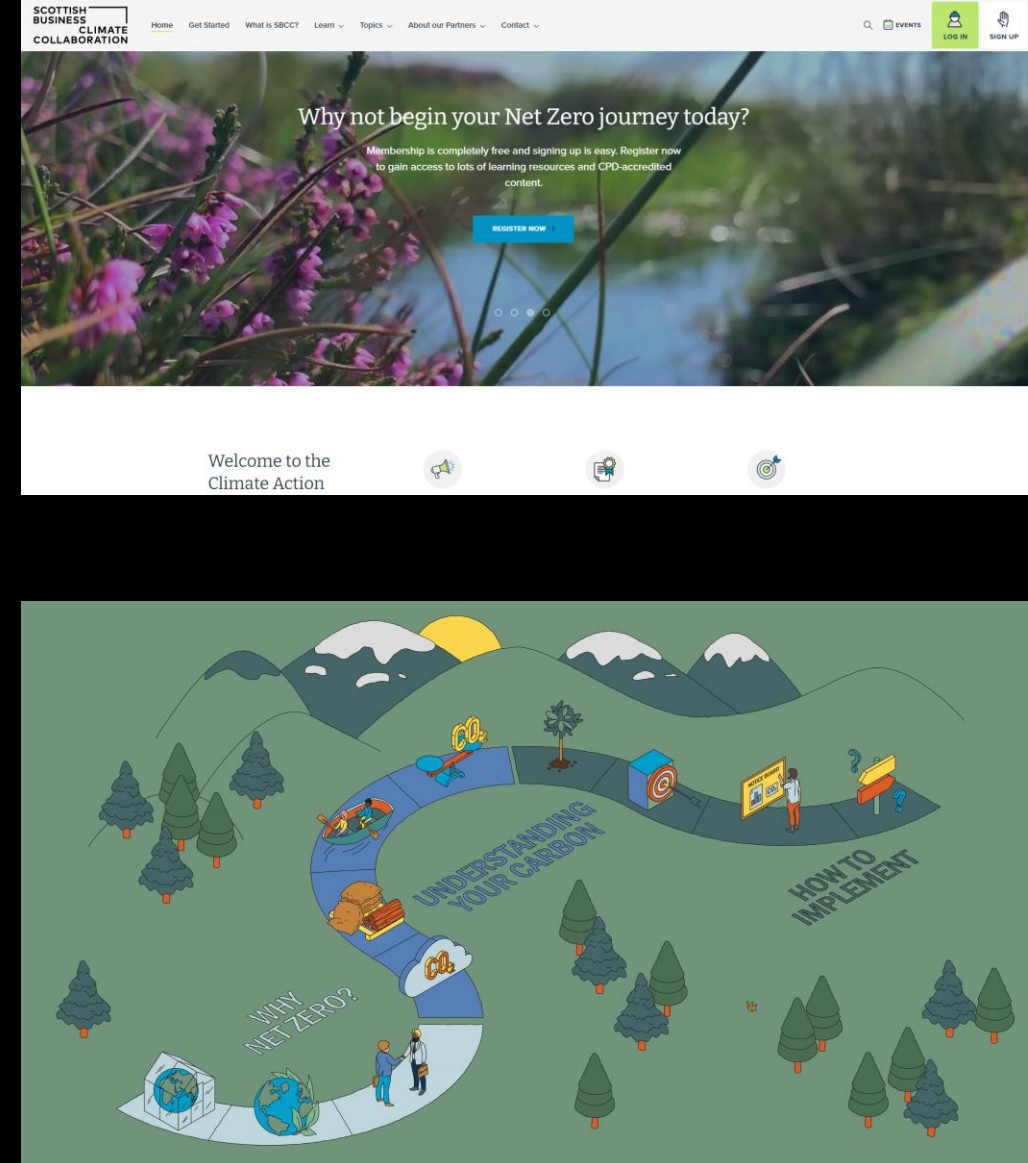 SCOTTISH
BUSINESS
CLIMATE
COLLABORATION
Home Get Started What is SBCC? Learn Topics About our Partners Contact
EVENTS
LOG IN
SIGN UP
Why not begin your Net Zero journey today?
Membership is completely free and signing up is easy. Register now
to gain access to lots of learning resources and CPD-accredited
content.
REGISTER NOW
Welcome to the
Climate Action
CO₂
NOTICE BOARD
? ?
UNDERSTANDING
YOUR CARBON
HOW TO
IMPLEMENT
CO₂
WHY
NET ZERO?